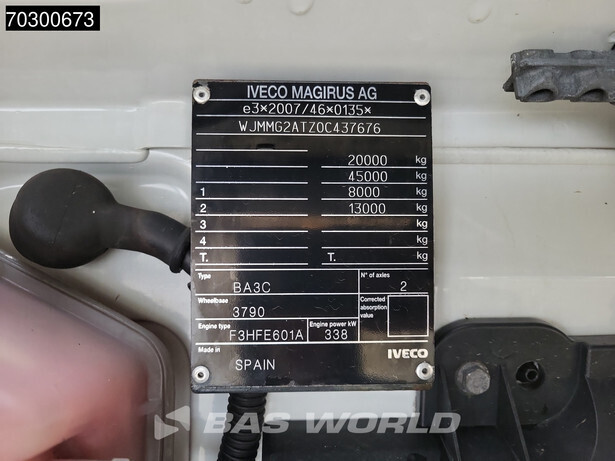 70300673
IVECO MAGIRUS AG
e3*2007/46*0135*
WJMMG2ATZ0C437676
20000 kg
45000 kg
1 8000 kg
2 13000 kg
3 kg
4 kg
T. T. kg
Type BA3C N° of axles 2
Wheelbase 3790 Corrected absorption value
Engine type F3HFE601A Engine power kW 338
Made in SPAIN IVECO
BAS WORLD